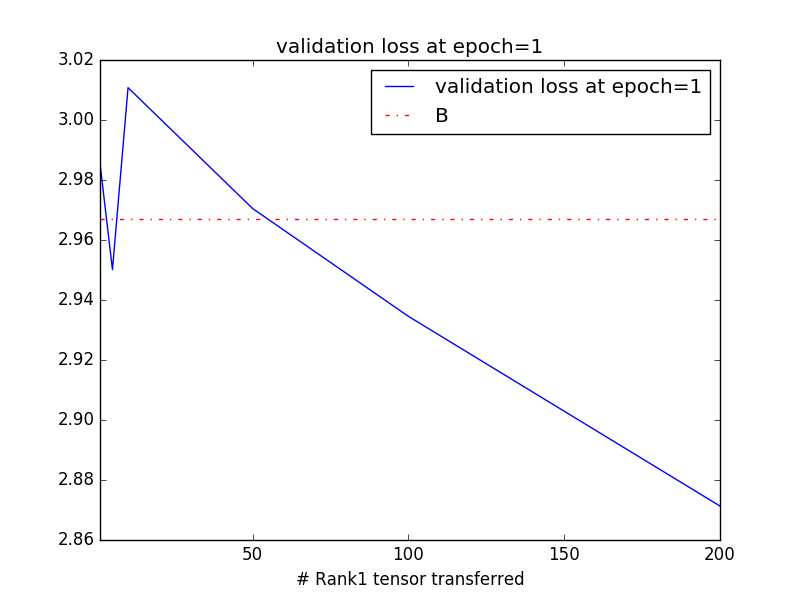 validation loss at epoch=1
3.02
3.00
2.98
2.96
2.94
2.92
2.90
2.88
2.86
validation loss at epoch=1
B
50 100 150 200
# Rank1 tensor transferred